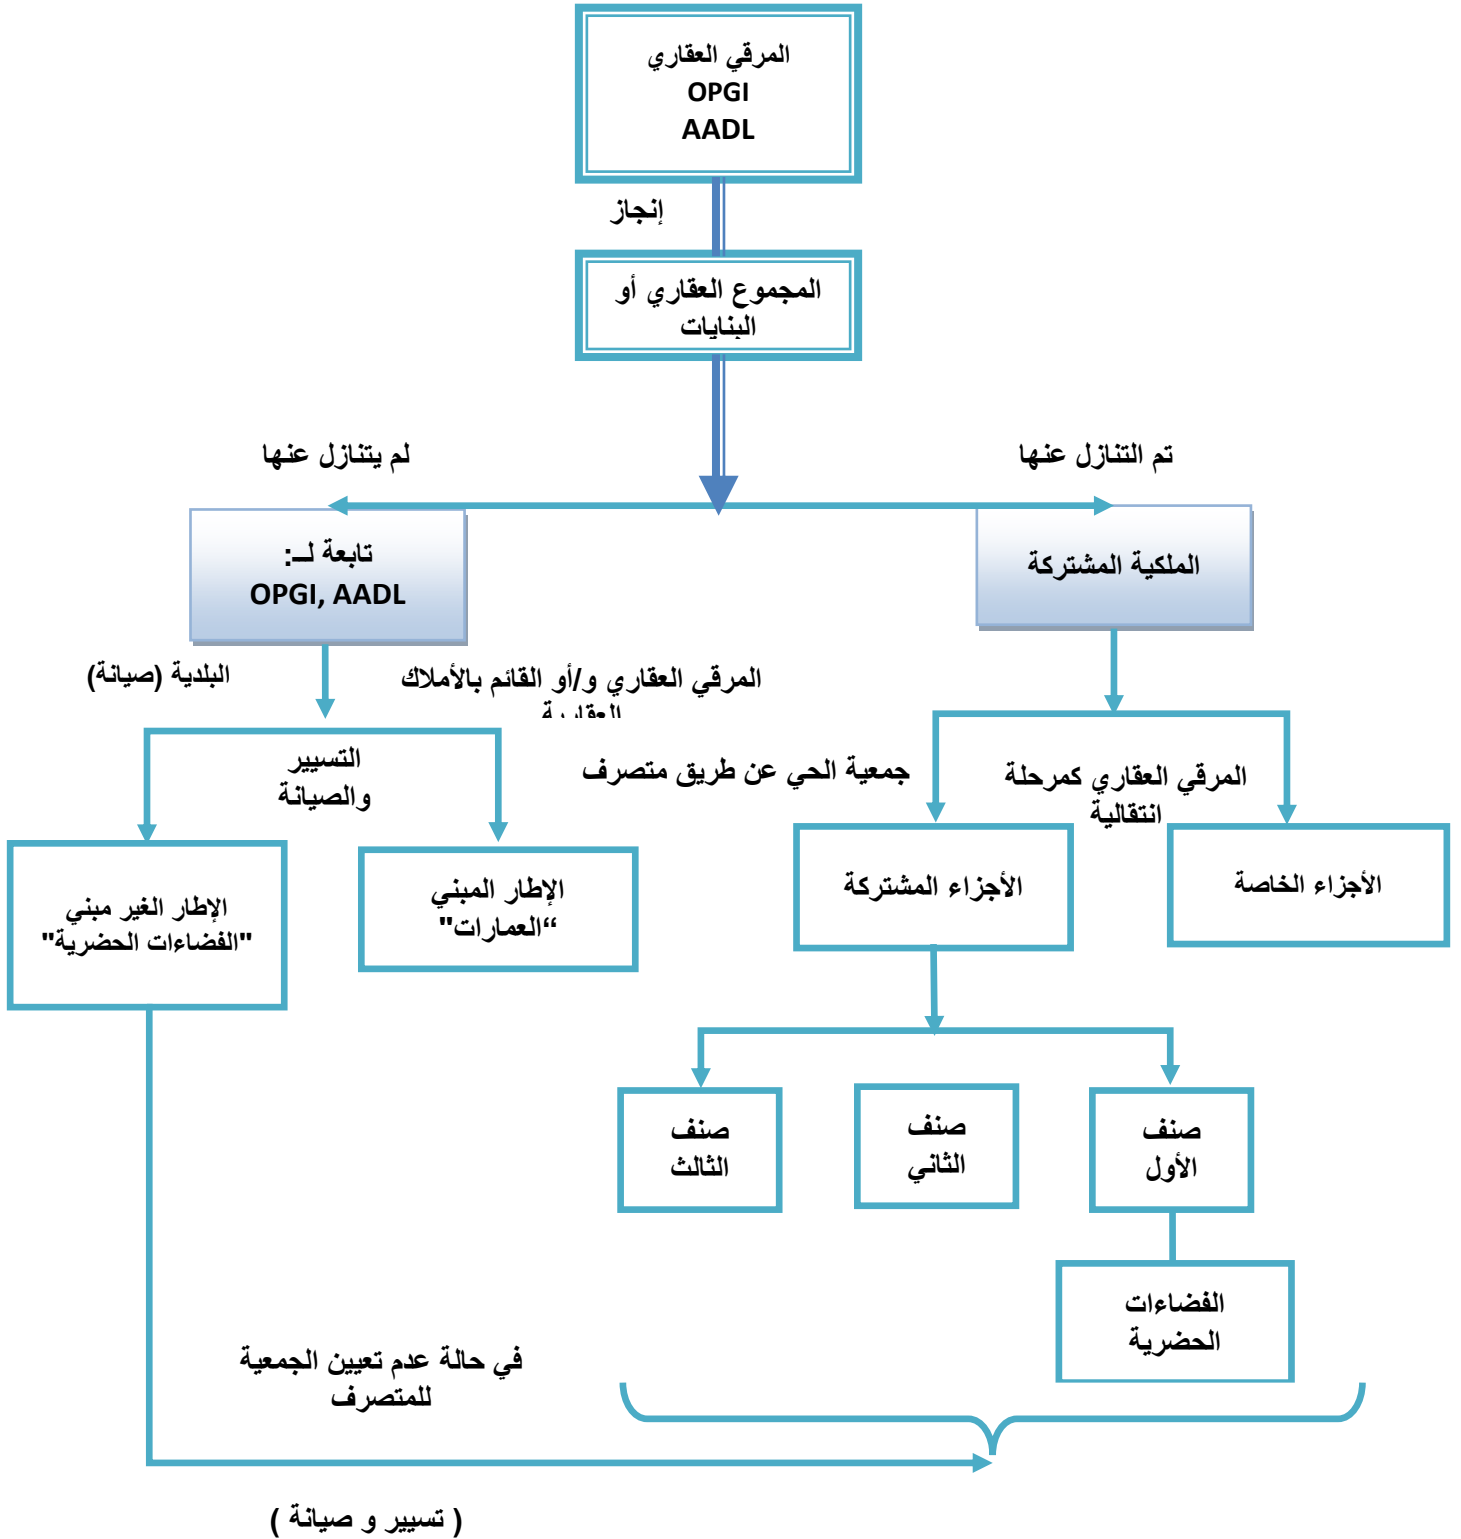 المرقي العقاري
OPGI
AADL
إنجاز
المجموع العقاري أو
البنايات
تم التنازل عنها
لم يتنازل عنها
الملكية المشتركة
تابعة لــ:
OPGI, AADL
المرقي العقاري و/أو القائم بالأملاك
العقارية
البلدية (صيانة)
التسيير
والصيانة
جمعية الحي عن طريق متصرف
المرقي العقاري كمرحلة
انتقالية
الأجزاء الخاصة
الأجزاء المشتركة
الإطار المبني
“العمارات"
الإطار الغير مبني
"الفضاءات الحضرية"
صنف
الأول
صنف
الثاني
صنف
الثالث
الفضاءات
الحضرية
في حالة عدم تعيين الجمعية
للمتصرف
( تسيير و صيانة )